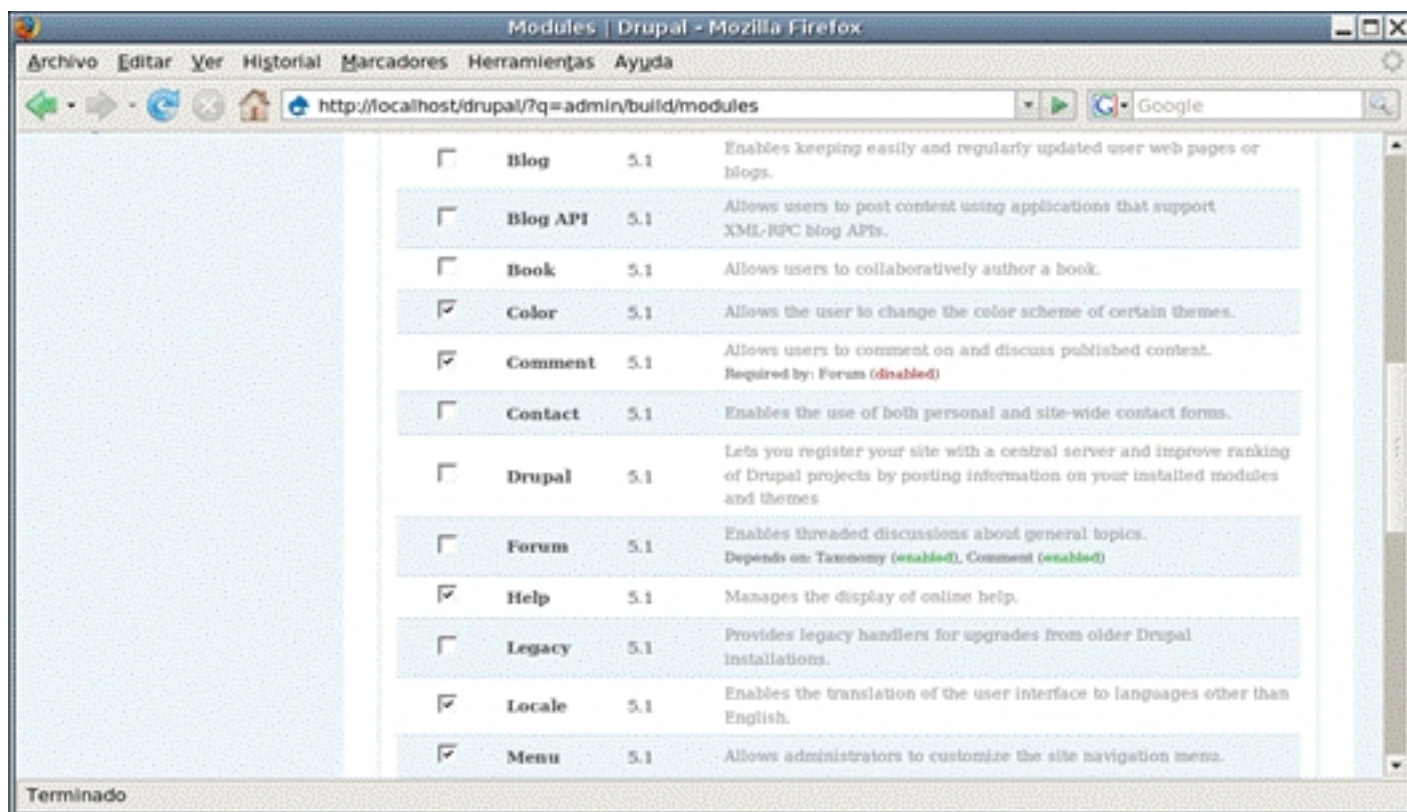 Modules | Drupal - Mozilla Firefox
Archivo Editar Ver Historial Marcadores Herramientas Ayuda
http://localhost/drupal/?q=admin/build/modules Google
Blog 5.1 Enables keeping easily and regularly updated user web pages or
blogs.
Blog API 5.1 Allows users to post content using applications that support
XML-RPC blog APIs.
Book 5.1 Allows users to collaboratively author a book.
Color 5.1 Allows the user to change the color scheme of certain themes.
Comment 5.1 Allows users to comment on and discuss published content.
Required by: Forum (disabled)
Contact 5.1 Enables the use of both personal and site-wide contact forms.
Drupal 5.1 Lets you register your site with a central server and improve ranking
of Drupal projects by posting information on your installed modules
and themes
Forum 5.1 Enables threaded discussions about general topics.
Depends on: Taxonomy (enabled), Comment (enabled)
Help 5.1 Manages the display of online help.
Legacy 5.1 Provides legacy handlers for upgrades from older Drupal
installations.
Locale 5.1 Enables the translation of the user interface to languages other than
English.
Menu 5.1 Allows administrators to customize the site navigation menu.
Terminado